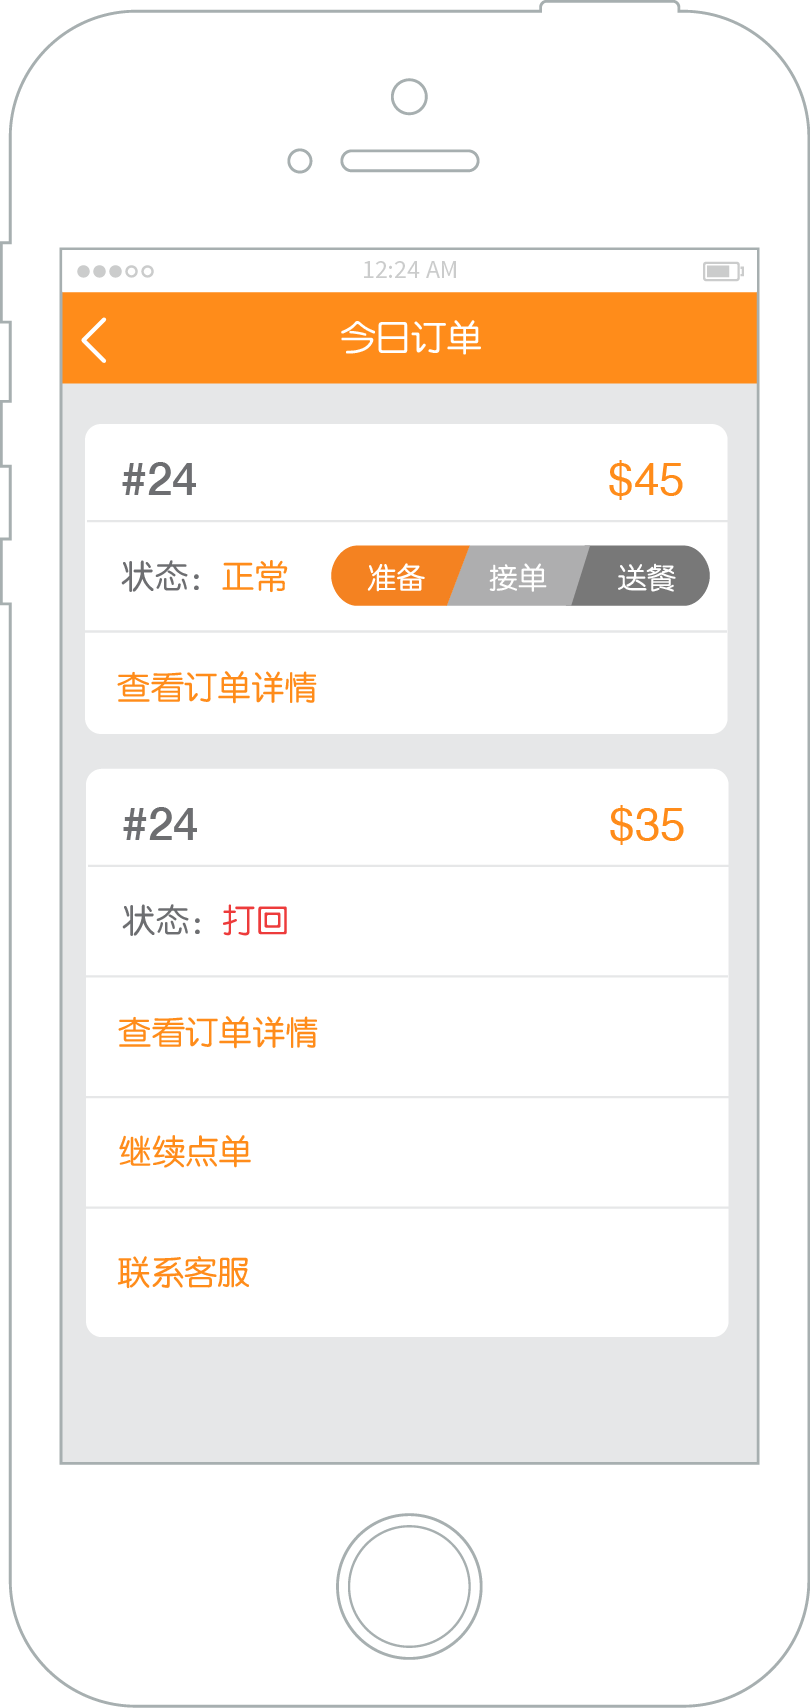 12:24 AM
今日订单
#24 $45
状态：正常 准备 接单 送餐
查看订单详情
#24 $35
状态：打回
查看订单详情
继续点单
联系客服